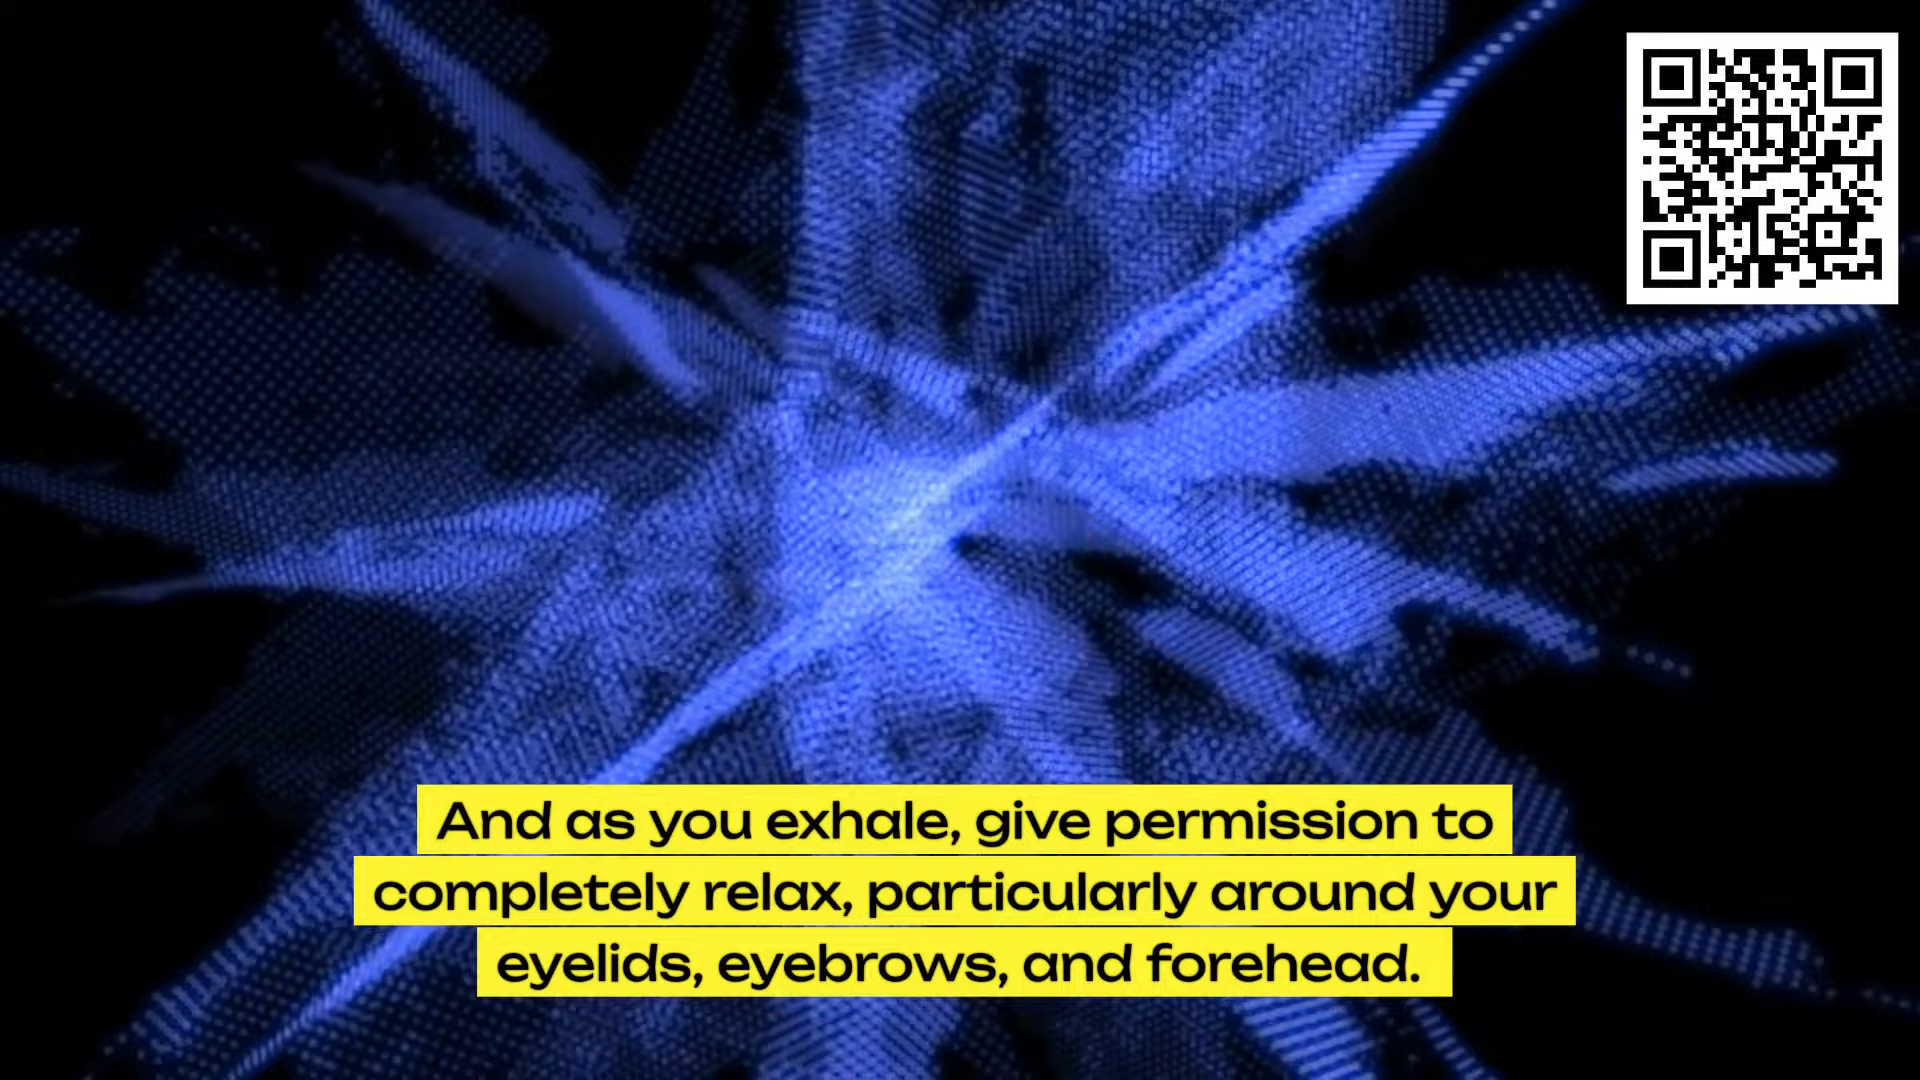 And as you exhale, give permission to
completely relax, particularly around your
eyelids, eyebrows, and forehead.